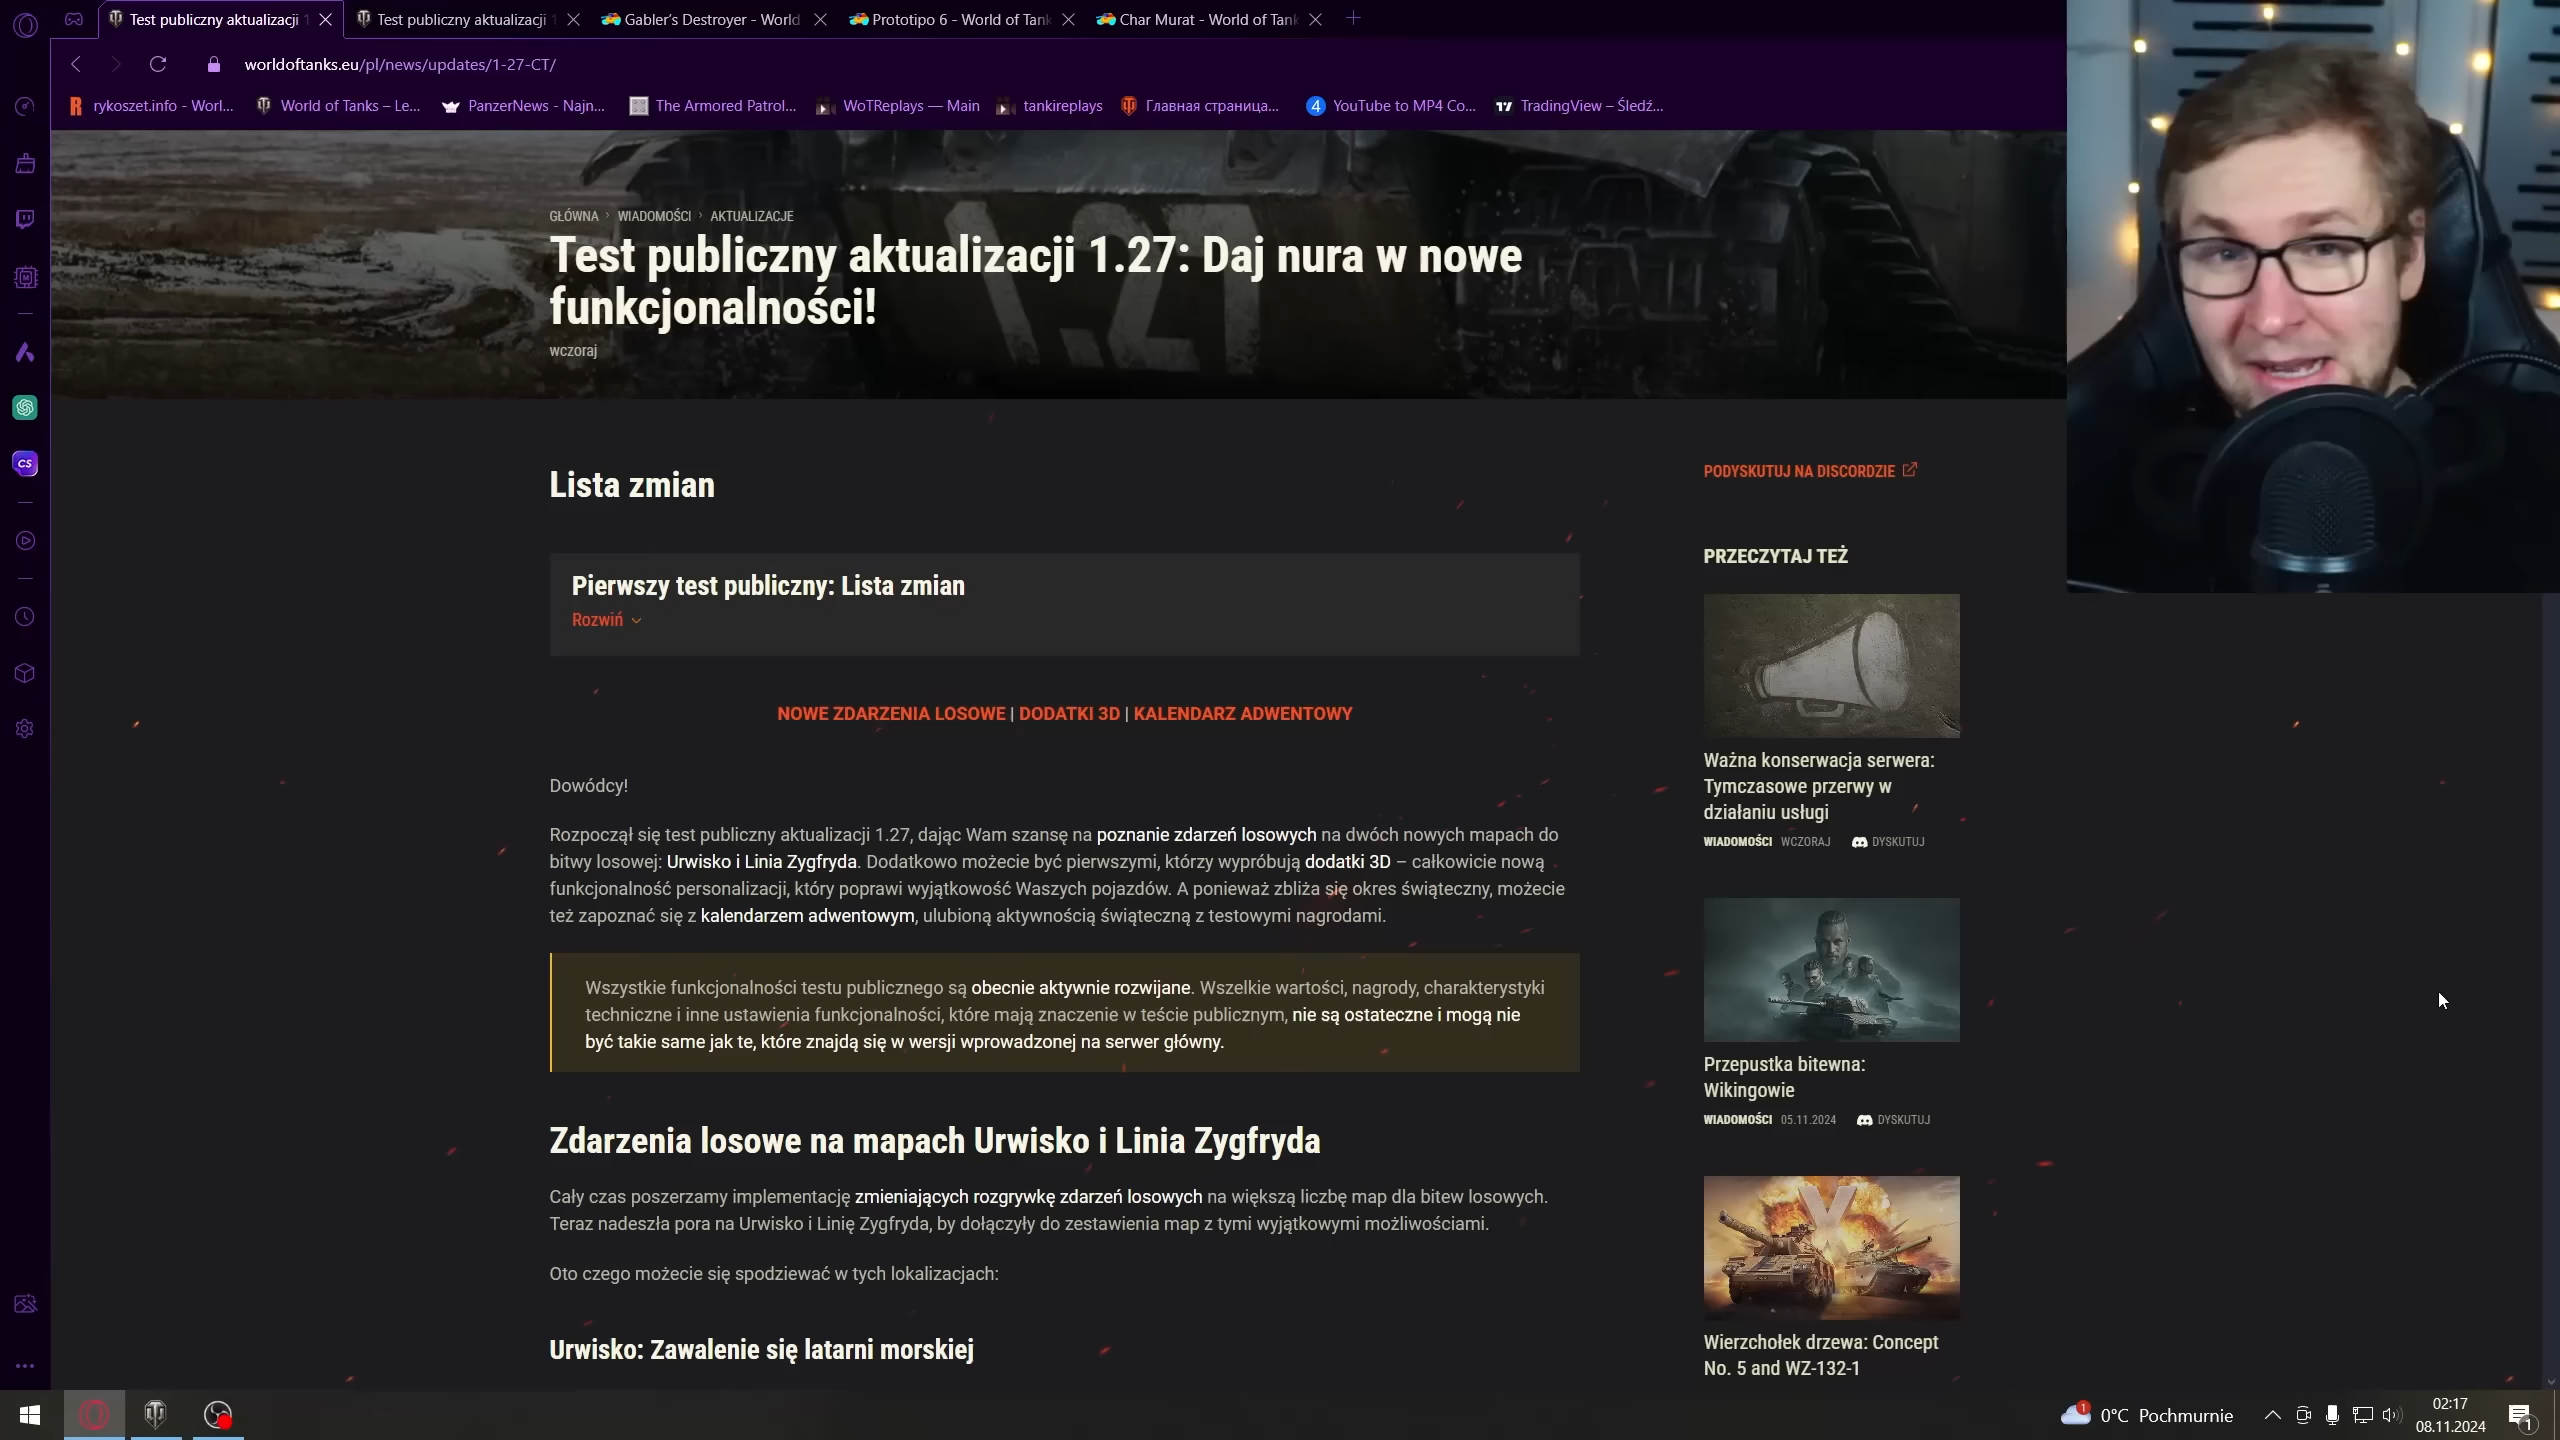 Test publiczny aktualizacji 1
Test publiczny aktualizacji 1
Gabler's Destroyer - World
Prototipo 6 - World of Tank
Char Murat - World of Tank
worldoftanks.eu/pl/news/updates/1-27-CT/
rykoszet.info - Worl...
World of Tanks – Le...
PanzerNews - Najn...
The Armored Patrol...
WoTReplays — Main
tankireplays
Главная страница...
4
YouTube to MP4 Co...
TradingView – Śledź...
1.27
GŁÓWNA › WIADOMOŚCI › AKTUALIZACJE
Test publiczny aktualizacji 1.27: Daj nura w nowe
funkcjonalności!
wczoraj
Lista zmian
Pierwszy test publiczny: Lista zmian
Rozwiń
NOWE ZDARZENIA LOSOWE | DODATKI 3D | KALENDARZ ADWENTOWY
Dowódcy!
Rozpoczął się test publiczny aktualizacji 1.27, dając Wam szansę na poznanie zdarzeń losowych na dwóch nowych mapach do
bitwy losowej: Urwisko i Linia Zygfryda. Dodatkowo możecie być pierwszymi, którzy wypróbują dodatki 3D – całkowicie nową
funkcjonalność personalizacji, który poprawi wyjątkowość Waszych pojazdów. A ponieważ zbliża się okres świąteczny, możecie
też zapoznać się z kalendarzem adwentowym, ulubioną aktywnością świąteczną z testowymi nagrodami.
Wszystkie funkcjonalności testu publicznego są obecnie aktywnie rozwijane. Wszelkie wartości, nagrody, charakterystyki
techniczne i inne ustawienia funkcjonalności, które mają znaczenie w teście publicznym, nie są ostateczne i mogą nie
być takie same jak te, które znajdą się w wersji wprowadzonej na serwer główny.
Zdarzenia losowe na mapach Urwisko i Linia Zygfryda
Cały czas poszerzamy implementację zmieniających rozgrywkę zdarzeń losowych na większą liczbę map dla bitew losowych.
Teraz nadeszła pora na Urwisko i Linię Zygfryda, by dołączyły do zestawienia map z tymi wyjątkowymi możliwościami.
Oto czego możecie się spodziewać w tych lokalizacjach:
Urwisko: Zawalenie się latarni morskiej
PODYSKUTUJ NA DISCORDZIE
PRZECZYTAJ TEŻ
Ważna konserwacja serwera:
Tymczasowe przerwy w
działaniu usługi
WIADOMOŚCI WCZORAJ DYSKUTUJ
Przepustka bitewna:
Wikingowie
WIADOMOŚCI 05.11.2024 DYSKUTUJ
Wierzchołek drzewa: Concept
No. 5 and WZ-132-1
CS
1
0°C Pochmurnie
02:17
08.11.2024
1